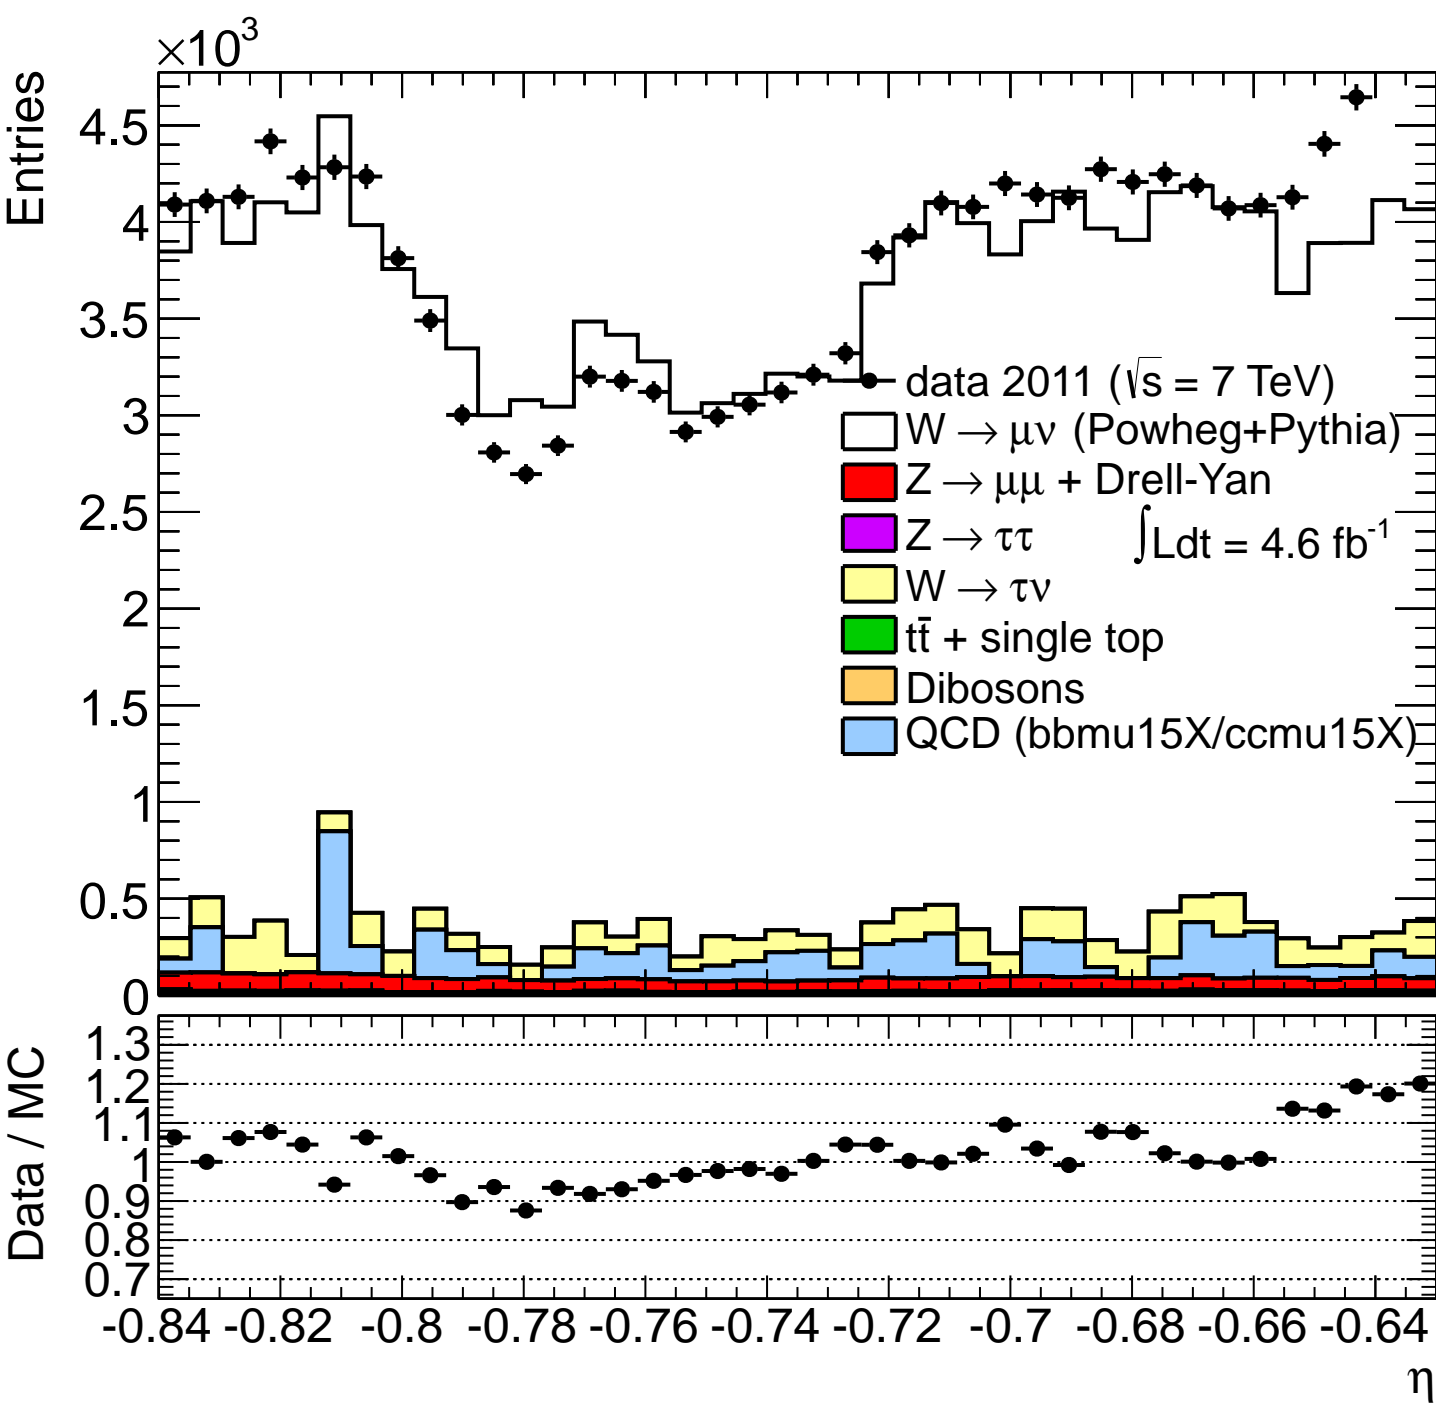 ×10³
Entries
4.5
4
3.5
3
2.5
2
1.5
1
0.5
0
data 2011 (√s = 7 TeV)
W → μν (Powheg+Pythia)
Z → μμ + Drell-Yan
Z → ττ
∫Ldt = 4.6 fb⁻¹
W → τν
tt̄ + single top
Dibosons
QCD (bbmu15X/ccmu15X)
Data / MC
1.3
1.2
1.1
1
0.9
0.8
0.7
-0.84 -0.82 -0.8 -0.78 -0.76 -0.74 -0.72 -0.7 -0.68 -0.66 -0.64
η